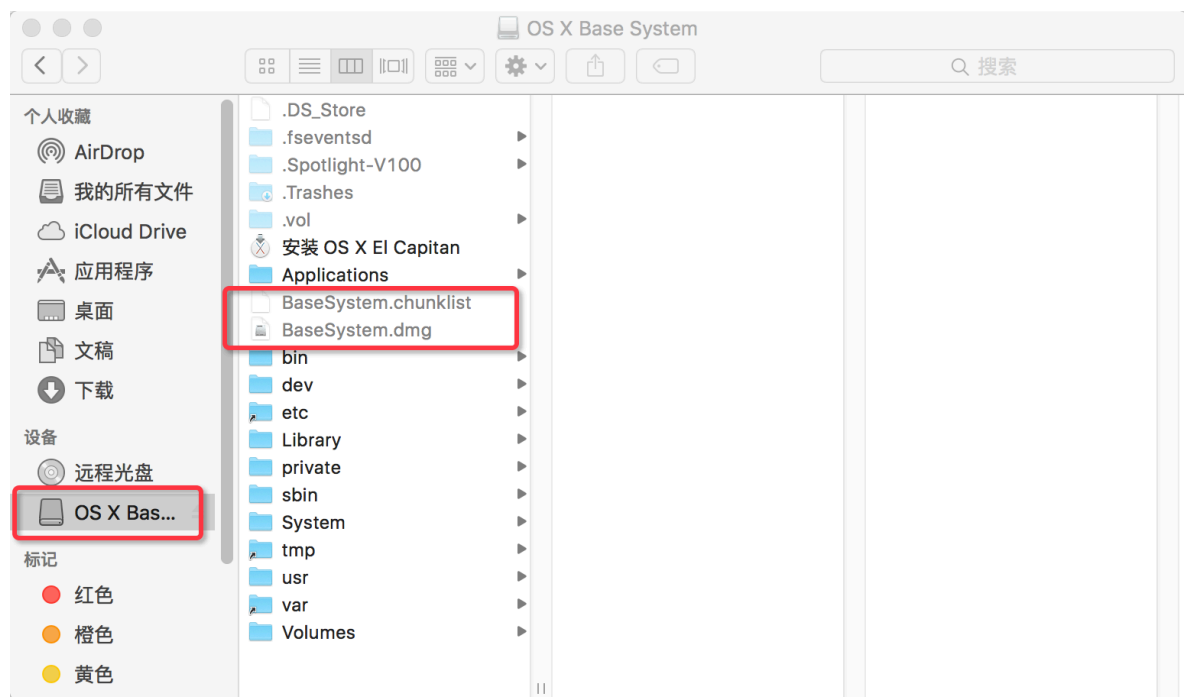 OS X Base System
搜索
个人收藏
AirDrop
我的所有文件
iCloud Drive
应用程序
桌面
文稿
下载
设备
远程光盘
OS X Bas...
标记
红色
橙色
黄色
.DS_Store
.fseventsd
.Spotlight-V100
.Trashes
.vol
安装 OS X El Capitan
Applications
BaseSystem.chunklist
BaseSystem.dmg
bin
dev
etc
Library
private
sbin
System
tmp
usr
var
Volumes